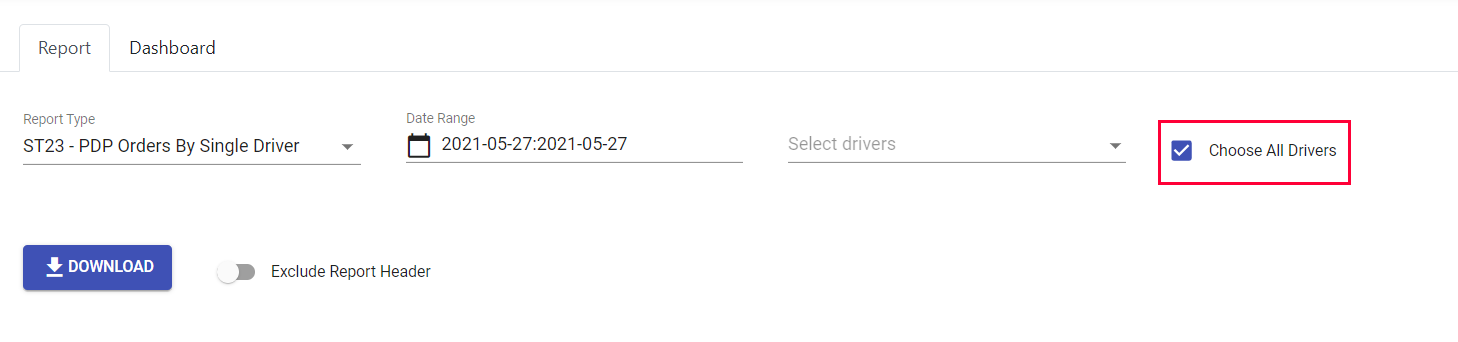 Report Dashboard
Report Type
ST23 - PDP Orders By Single Driver
Date Range
2021-05-27:2021-05-27
Select drivers
Choose All Drivers
DOWNLOAD
Exclude Report Header